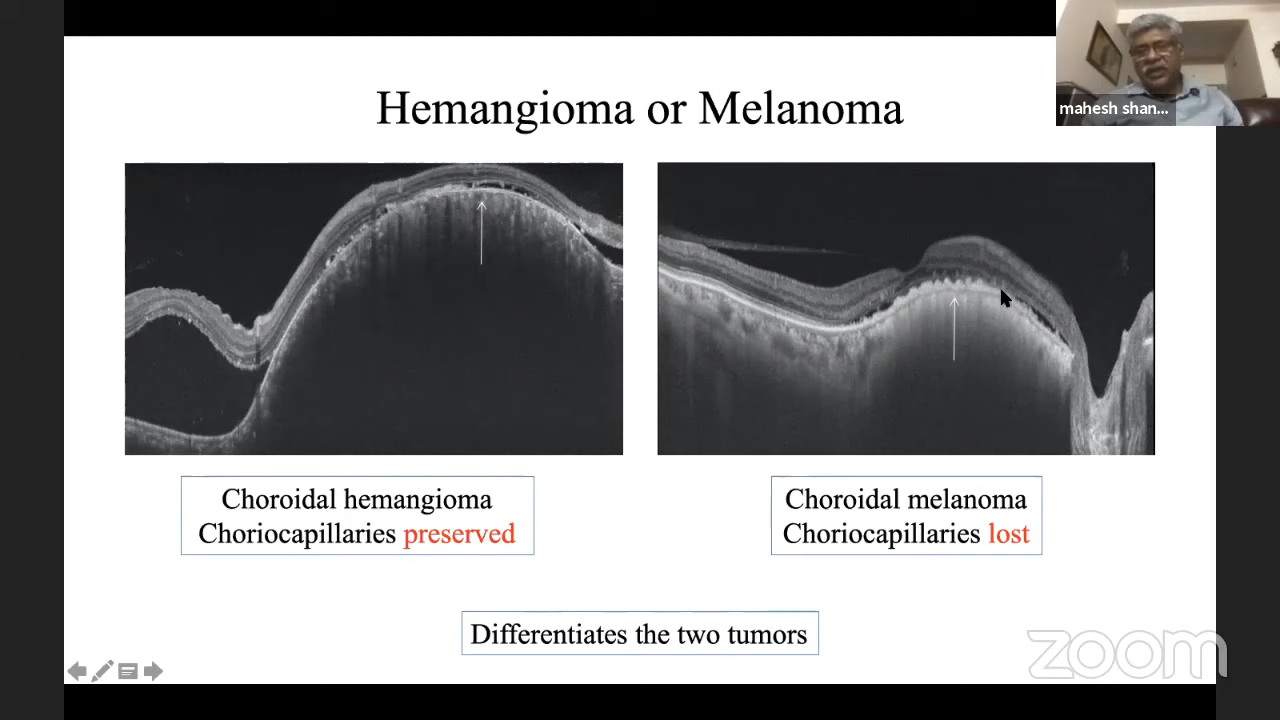 mahesh shan...
Hemangioma or Melanoma
Choroidal hemangioma
Choriocapillaries preserved
Choroidal melanoma
Choriocapillaries lost
Differentiates the two tumors
zoom